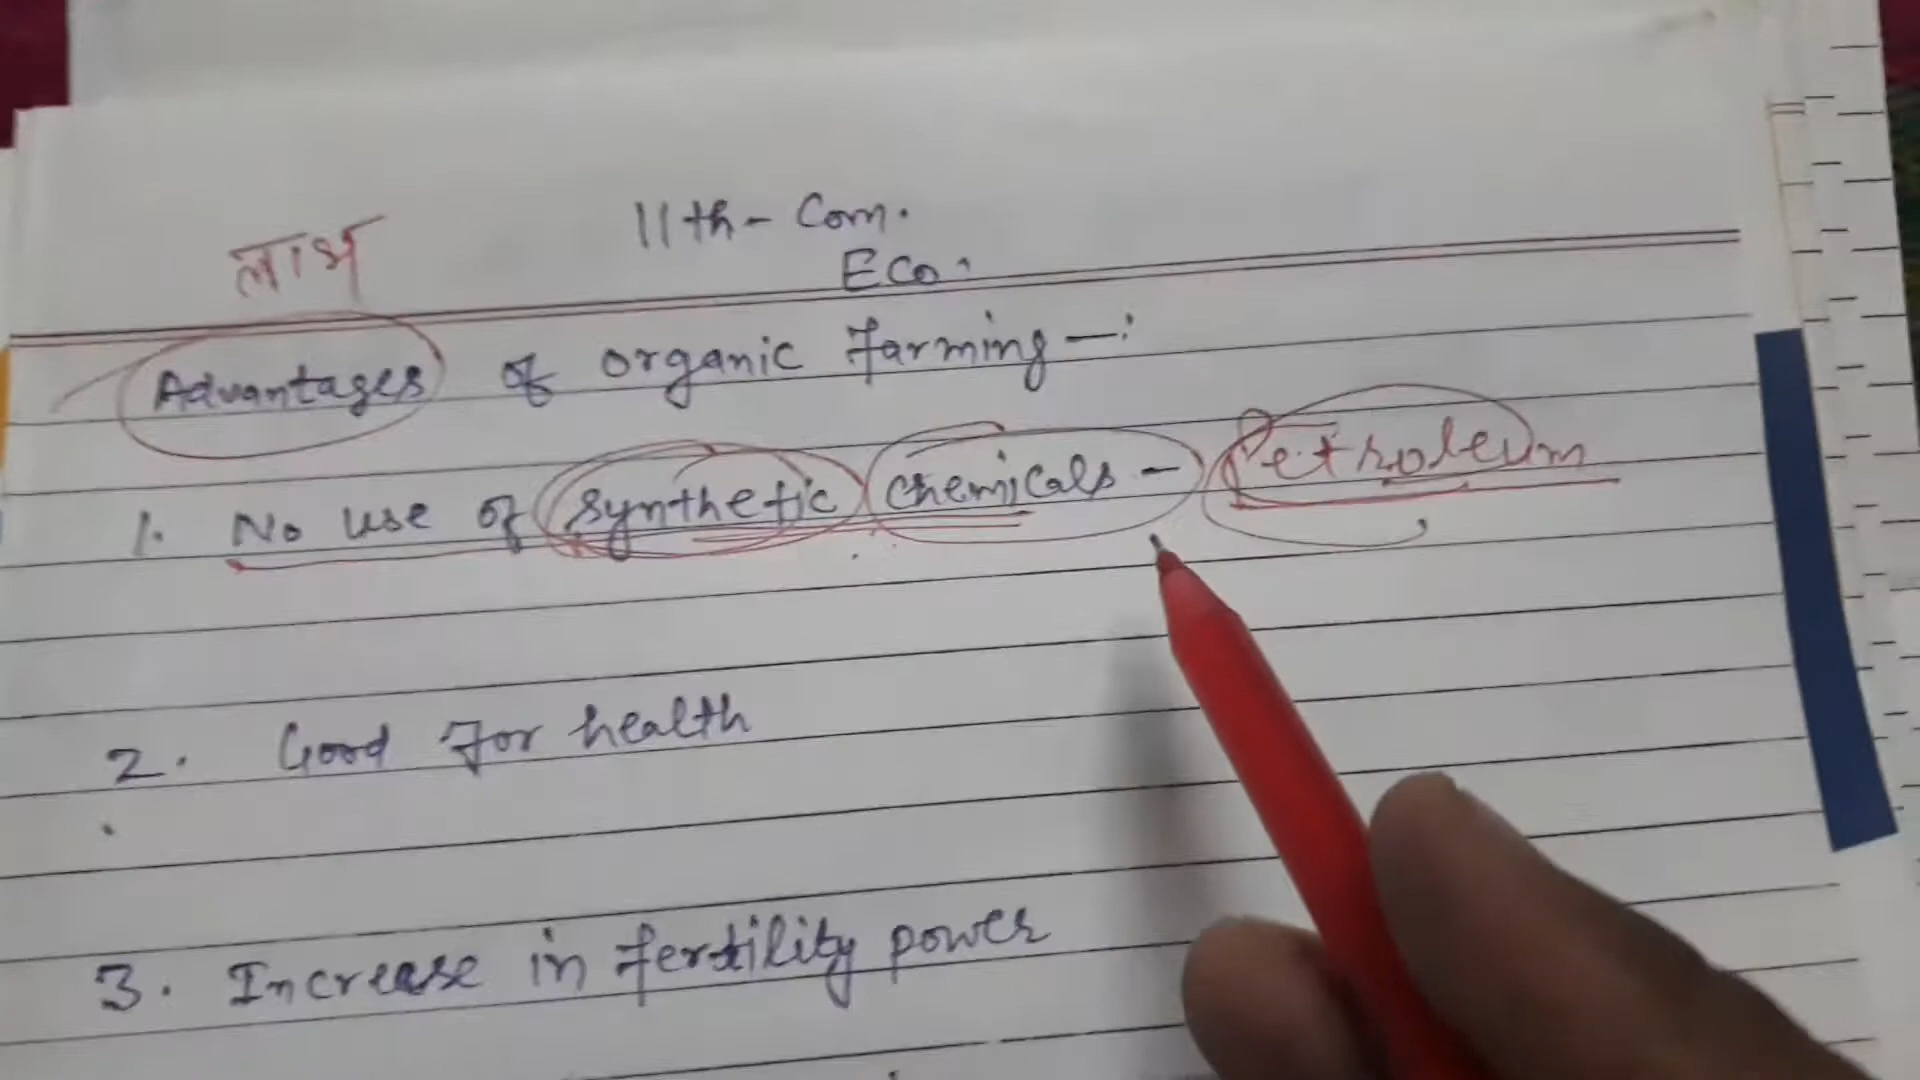 11th - Com.
लाभ
Eco.
Advantages of organic farming —:
1. No use of synthetic chemicals - Petroleum
2. Good for health
3. Increase in fertility power